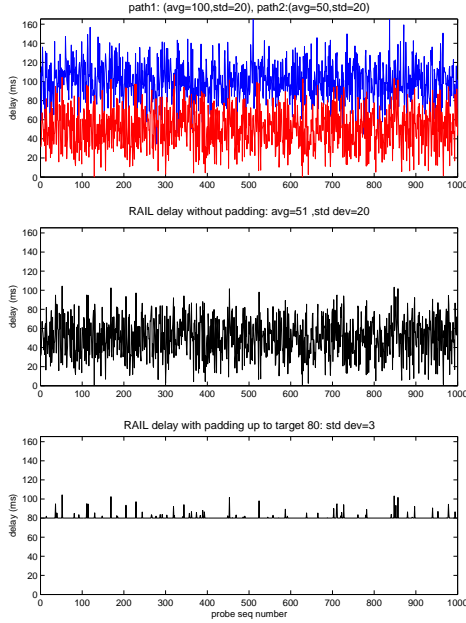 path1: (avg=100,std=20), path2:(avg=50,std=20)
160
140
120
100
80
60
40
20
0
delay (ms)
0 100 200 300 400 500 600 700 800 900 1000
RAIL delay without padding: avg=51 ,std dev=20
160
140
120
100
80
60
40
20
0
delay (ms)
0 100 200 300 400 500 600 700 800 900 1000
RAIL delay with padding up to target 80: std dev=3
160
140
120
100
80
60
40
20
0
delay (ms)
0 100 200 300 400 500 600 700 800 900 1000
probe seq number